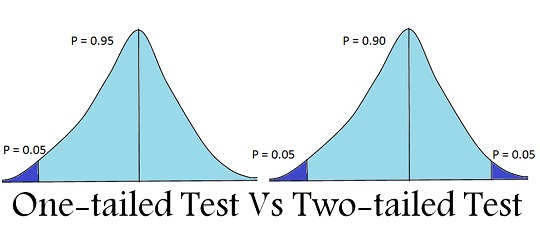 P = 0.95
P = 0.90
P = 0.05
P = 0.05
P = 0.05
One-tailed Test Vs Two-tailed Test